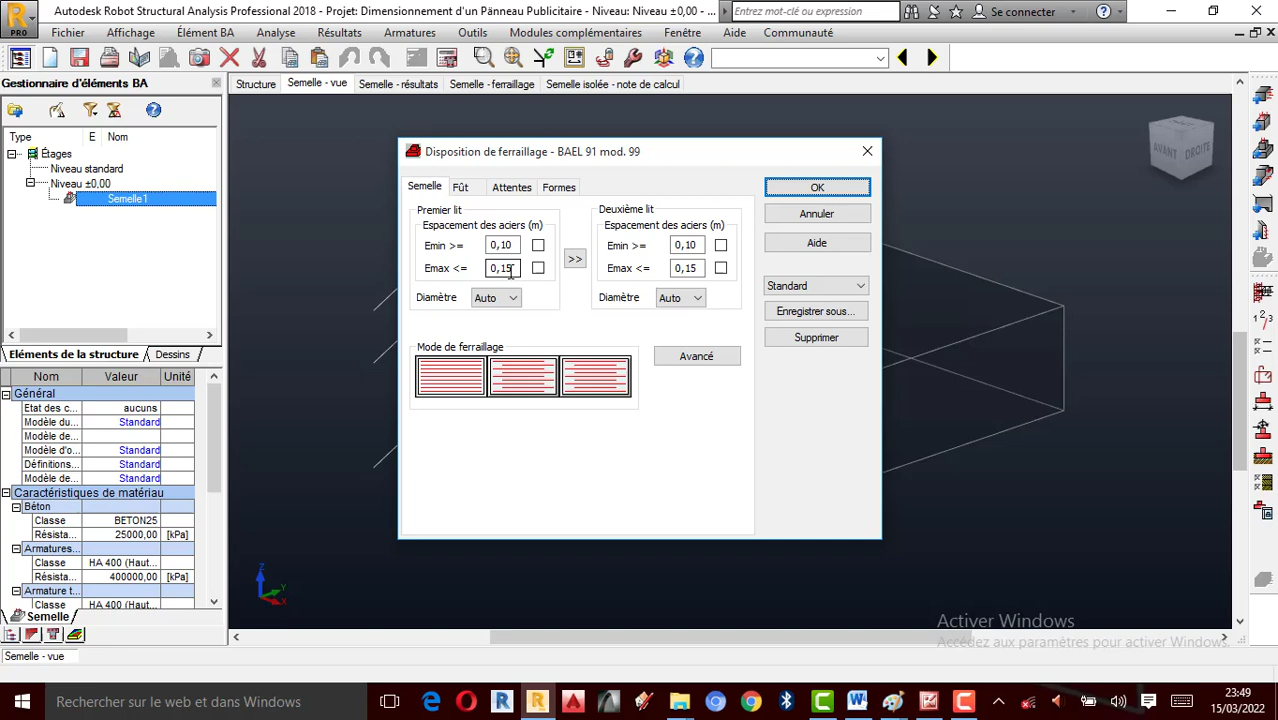 Autodesk Robot Structural Analysis Professional 2018 - Projet: Dimensionnement d'un Pànneau Publicitaire - Niveau: Niveau ±0,00 - ...
Entrez mot-clé ou expression
Se connecter
PRO
Fichier Affichage Élément BA Analyse Résultats Armatures Outils Modules complémentaires Fenêtre Aide Communauté
Gestionnaire d'éléments BA
Structure Semelle - vue Semelle - résultats Semelle - ferraillage Semelle isolée - note de calcul
Type E Nom
Étages
Niveau standard
Niveau ±0.00
Semelle1
Disposition de ferraillage - BAEL 91 mod. 99
AVANT DROITE
Semelle Fût Attentes Formes
OK
Premier lit
Deuxième lit
Annuler
Espacement des aciers (m)
Espacement des aciers (m)
Emin >= 0,10
>>
Emin >= 0,10
Aide
Emax <= 0,15
Emax <= 0,15
Diamètre Auto
Diamètre Auto
Standard
Enregistrer sous...
Supprimer
Mode de ferraillage
Avancé
Eléments de la structure Dessins
Nom Valeur Unité
Général
Etat des c... aucuns
Modèle du... Standard
Modèle du...
Modèle d'o... Standard
Définitions... Standard
Modèle de... Standard
Caractéristiques de matériau
Béton
Classe BETON25
Résista... 25000,00 [kPa]
Armatures...
Classe HA 400 (Haut...
Résista... 400000,00 [kPa]
Armature t...
Classe HA 400 (Haut...
Semelle
Z
Y
X
Semelle - vue
Activer Windows
Accédez aux paramètres pour activer Windows.
Rechercher sur le web et dans Windows
23:49
15/03/2022